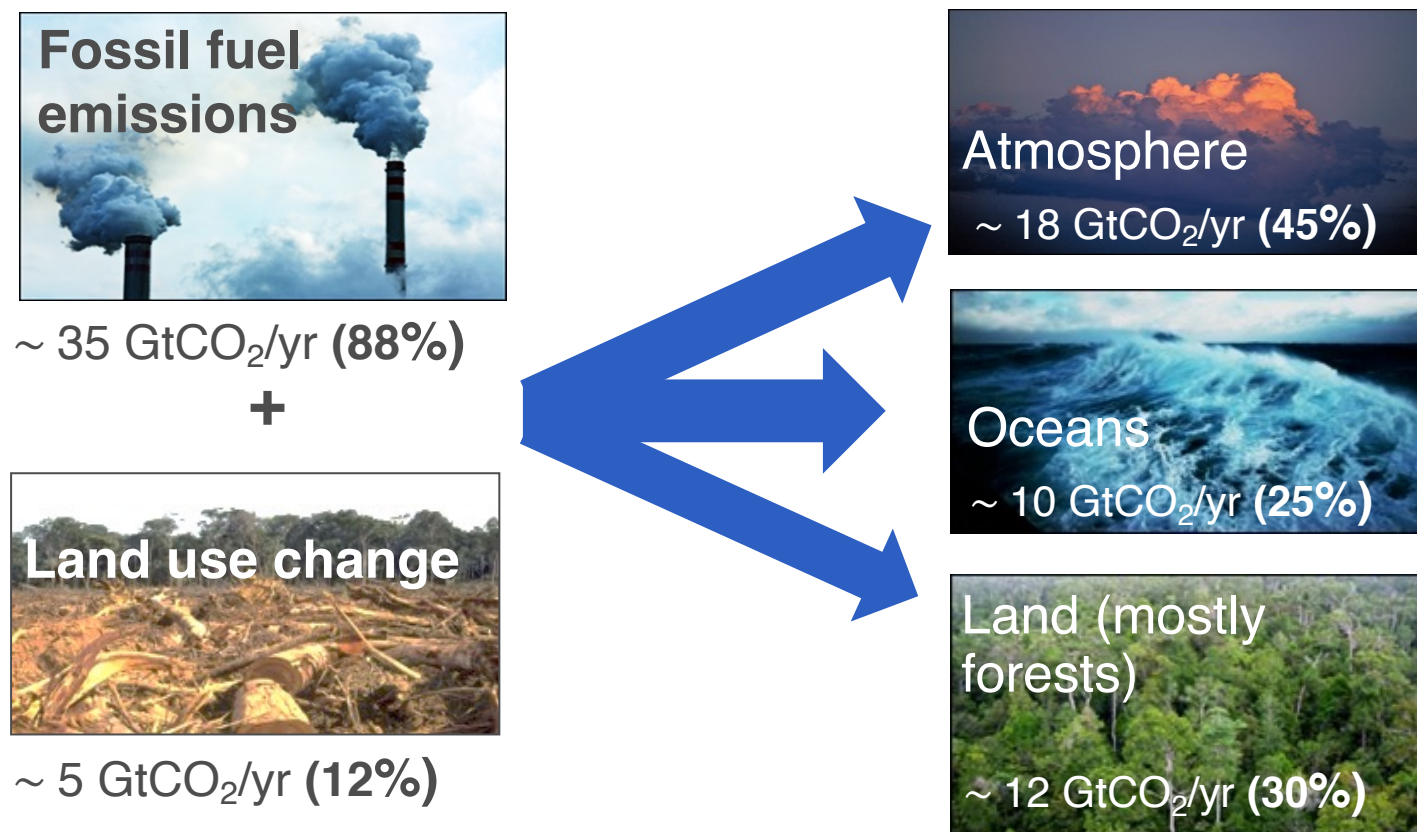 Fossil fuel
emissions
~ 35 GtCO₂/yr (88%)
+
Land use change
~ 5 GtCO₂/yr (12%)
Atmosphere
~ 18 GtCO₂/yr (45%)
Oceans
~ 10 GtCO₂/yr (25%)
Land (mostly
forests)
~ 12 GtCO₂/yr (30%)